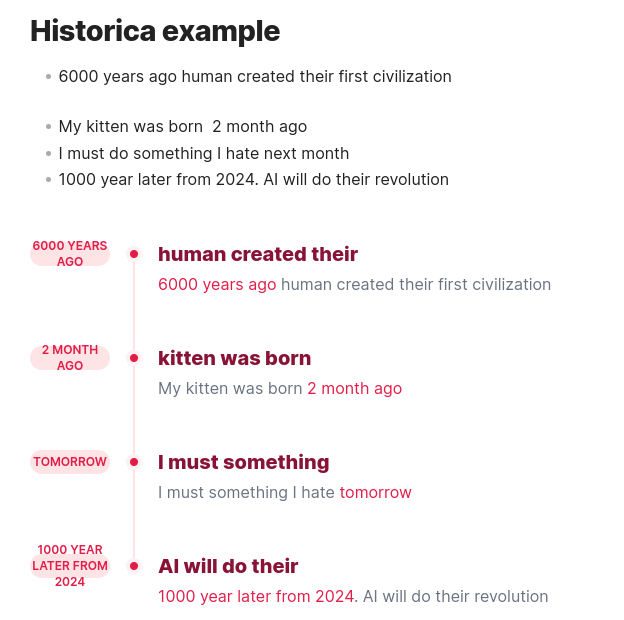 Historica example
6000 years ago human created their first civilization
My kitten was born  2 month ago
I must do something I hate next month
1000 year later from 2024. AI will do their revolution
6000 YEARS
AGO
human created their
6000 years ago human created their first civilization
2 MONTH
AGO
kitten was born
My kitten was born 2 month ago
TOMORROW
I must something
I must something I hate tomorrow
1000 YEAR
LATER FROM
2024
AI will do their
1000 year later from 2024. AI will do their revolution